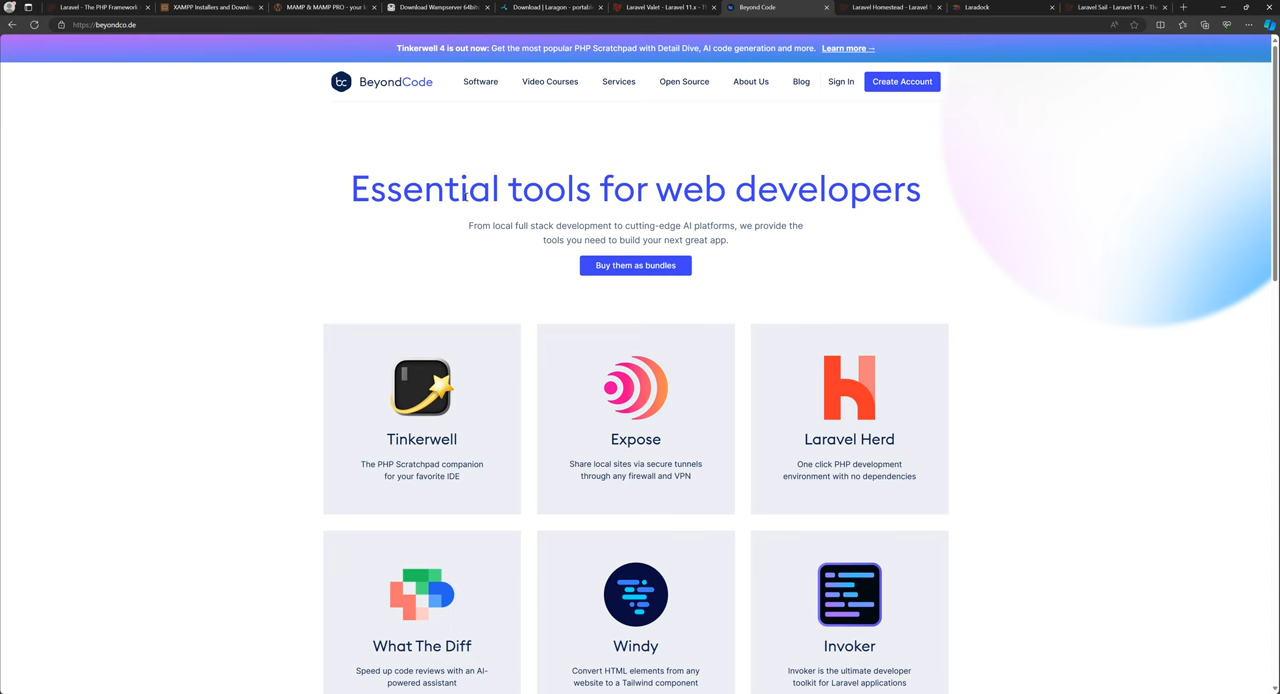 Laravel - The PHP Framework
XAMPP Installers and Downlo
MAMP & MAMP PRO - your l
Download Wampserver 64bits
Download | Laragon - portabl
Laravel Valet - Laravel 11.x - Th
Beyond Code
Laravel Homestead - Laravel 1
Laradock
Laravel Sail - Laravel 11.x - The
https://beyondco.de
Tinkerwell 4 is out now: Get the most popular PHP Scratchpad with Detail Dive, AI code generation and more. Learn more →
bc BeyondCode
Software
Video Courses
Services
Open Source
About Us
Blog
Sign In
Create Account
Essential tools for web developers
From local full stack development to cutting-edge AI platforms, we provide the
tools you need to build your next great app.
Buy them as bundles
Tinkerwell
The PHP Scratchpad companion
for your favorite IDE
Expose
Share local sites via secure tunnels
through any firewall and VPN
Laravel Herd
One click PHP development
environment with no dependencies
What The Diff
Speed up code reviews with an AI-
powered assistant
Windy
Convert HTML elements from any
website to a Tailwind component
Invoker
Invoker is the ultimate developer
toolkit for Laravel applications